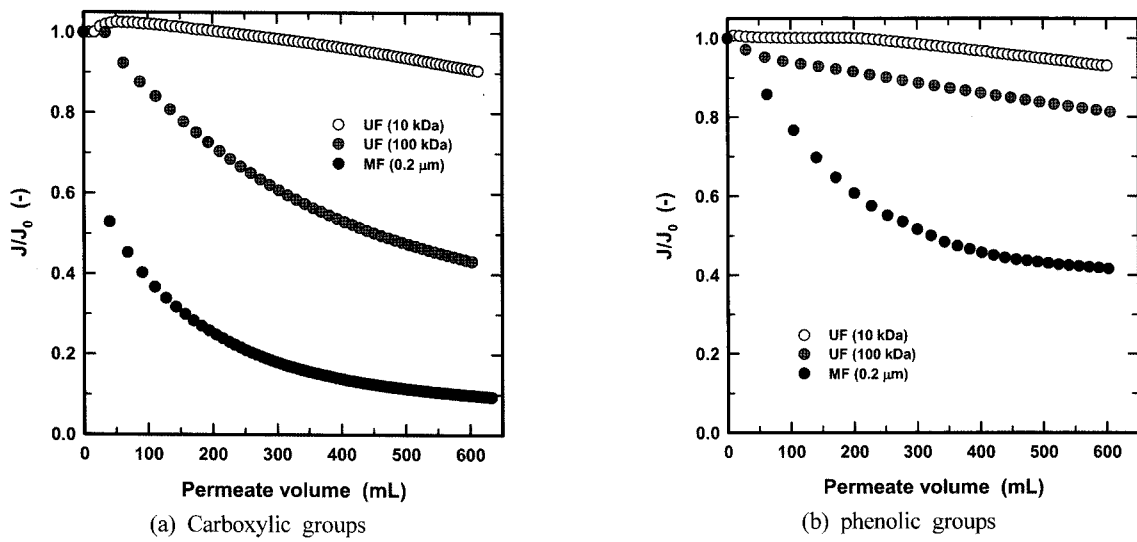 1.0
0.8
0.6
0.4
0.2
0.0
J/J0 (-)
UF (10 kDa)
UF (100 kDa)
MF (0.2 μm)
0 100 200 300 400 500 600
Permeate volume (mL)
(a) Carboxylic groups
1.0
0.8
0.6
0.4
0.2
0.0
J/J0 (-)
UF (10 kDa)
UF (100 kDa)
MF (0.2 μm)
0 100 200 300 400 500 600
Permeate volume (mL)
(b) phenolic groups